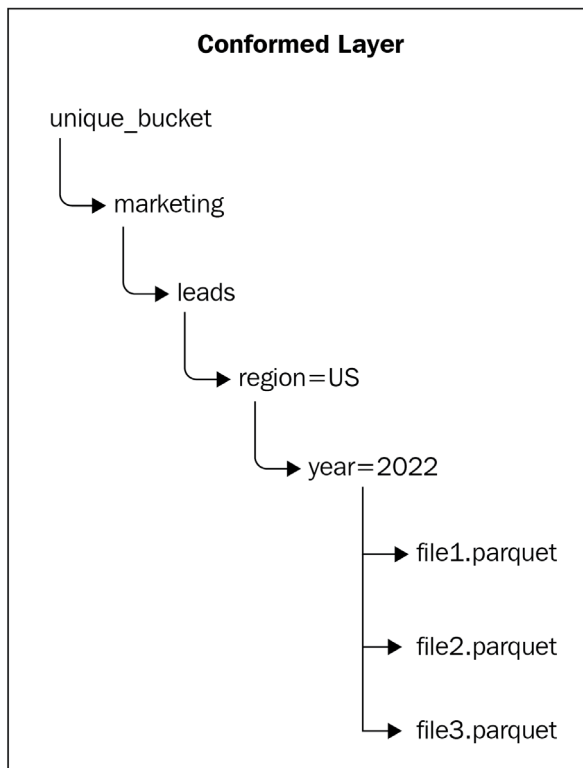 Conformed Layer
unique_bucket
marketing
leads
region=US
year=2022
file1.parquet
file2.parquet
file3.parquet